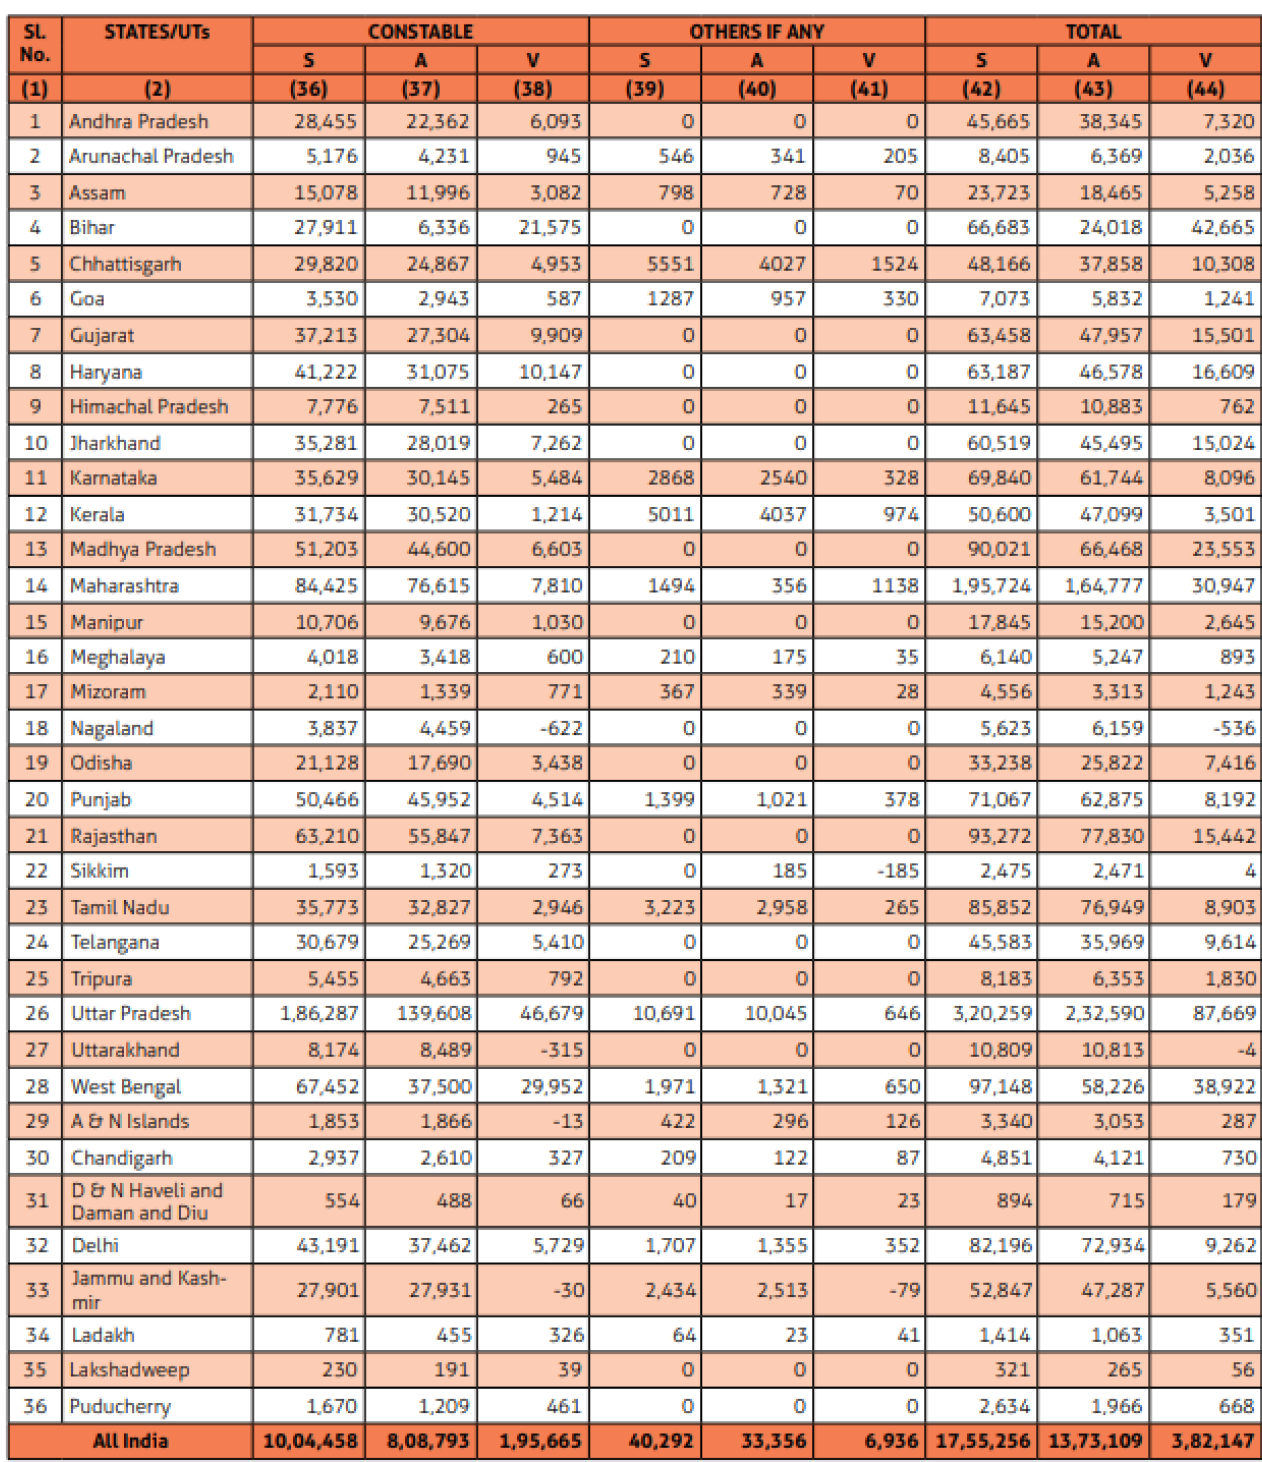 Sl. No. STATES/UTs CONSTABLE OTHERS IF ANY TOTAL
S A V S A V S A V
(1) (2) (36) (37) (38) (39) (40) (41) (42) (43) (44)
1 Andhra Pradesh 28,455 22,362 6,093 0 0 0 45,665 38,345 7,320
2 Arunachal Pradesh 5,176 4,231 945 546 341 205 8,405 6,369 2,036
3 Assam 15,078 11,996 3,082 798 728 70 23,723 18,465 5,258
4 Bihar 27,911 6,336 21,575 0 0 0 66,683 24,018 42,665
5 Chhattisgarh 29,820 24,867 4,953 5551 4027 1524 48,166 37,858 10,308
6 Goa 3,530 2,943 587 1287 957 330 7,073 5,832 1,241
7 Gujarat 37,213 27,304 9,909 0 0 0 63,458 47,957 15,501
8 Haryana 41,222 31,075 10,147 0 0 0 63,187 46,578 16,609
9 Himachal Pradesh 7,776 7,511 265 0 0 0 11,645 10,883 762
10 Jharkhand 35,281 28,019 7,262 0 0 0 60,519 45,495 15,024
11 Karnataka 35,629 30,145 5,484 2868 2540 328 69,840 61,744 8,096
12 Kerala 31,734 30,520 1,214 5011 4037 974 50,600 47,099 3,501
13 Madhya Pradesh 51,203 44,600 6,603 0 0 0 90,021 66,468 23,553
14 Maharashtra 84,425 76,615 7,810 1494 356 1138 1,95,724 1,64,777 30,947
15 Manipur 10,706 9,676 1,030 0 0 0 17,845 15,200 2,645
16 Meghalaya 4,018 3,418 600 210 175 35 6,140 5,247 893
17 Mizoram 2,110 1,339 771 367 339 28 4,556 3,313 1,243
18 Nagaland 3,837 4,459 -622 0 0 0 5,623 6,159 -536
19 Odisha 21,128 17,690 3,438 0 0 0 33,238 25,822 7,416
20 Punjab 50,466 45,952 4,514 1,399 1,021 378 71,067 62,875 8,192
21 Rajasthan 63,210 55,847 7,363 0 0 0 93,272 77,830 15,442
22 Sikkim 1,593 1,320 273 0 185 -185 2,475 2,471 4
23 Tamil Nadu 35,773 32,827 2,946 3,223 2,958 265 85,852 76,949 8,903
24 Telangana 30,679 25,269 5,410 0 0 0 45,583 35,969 9,614
25 Tripura 5,455 4,663 792 0 0 0 8,183 6,353 1,830
26 Uttar Pradesh 1,86,287 139,608 46,679 10,691 10,045 646 3,20,259 2,32,590 87,669
27 Uttarakhand 8,174 8,489 -315 0 0 0 10,809 10,813 -4
28 West Bengal 67,452 37,500 29,952 1,971 1,321 650 97,148 58,226 38,922
29 A & N Islands 1,853 1,866 -13 422 296 126 3,340 3,053 287
30 Chandigarh 2,937 2,610 327 209 122 87 4,851 4,121 730
31 D & N Haveli and
Daman and Diu 554 488 66 40 17 23 894 715 179
32 Delhi 43,191 37,462 5,729 1,707 1,355 352 82,196 72,934 9,262
33 Jammu and Kash-
mir 27,901 27,931 -30 2,434 2,513 -79 52,847 47,287 5,560
34 Ladakh 781 455 326 64 23 41 1,414 1,063 351
35 Lakshadweep 230 191 39 0 0 0 321 265 56
36 Puducherry 1,670 1,209 461 0 0 0 2,634 1,966 668
All India 10,04,458 8,08,793 1,95,665 40,292 33,356 6,936 17,55,256 13,73,109 3,82,147